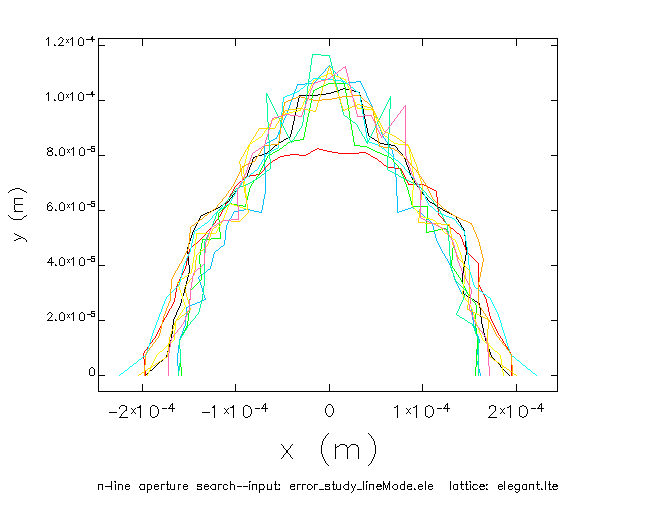 1.2×10⁻⁴
1.0×10⁻⁴
8.0×10⁻⁵
6.0×10⁻⁵
4.0×10⁻⁵
2.0×10⁻⁵
0
y (m)
−2×10⁻⁴ −1×10⁻⁴ 0 1×10⁻⁴ 2×10⁻⁴
x (m)
n-line aperture search--input: error_study_lineMode.ele lattice: elegant.lte